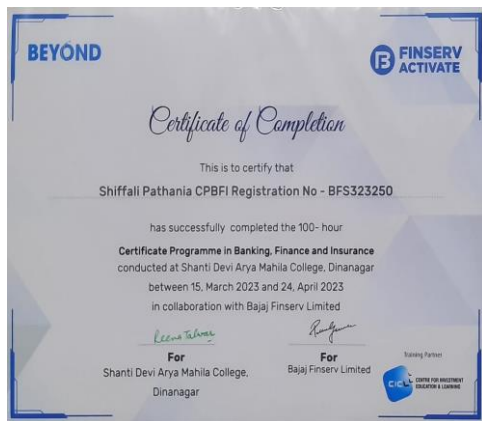 BEYOND
FINSERV
ACTIVATE
Certificate of Completion
This is to certify that
Shiffali Pathania CPBFI Registration No - BFS323250
has successfully completed the 100- hour
Certificate Programme in Banking, Finance and Insurance
conducted at Shanti Devi Arya Mahila College, Dinanagar
between 15, March 2023 and 24, April 2023
in collaboration with Bajaj Finserv Limited
Reena Talwar
For
Shanti Devi Arya Mahila College,
Dinanagar
For
Bajaj Finserv Limited
Training Partner
CiEL
CENTRE FOR INVESTMENT
EDUCATION & LEARNING